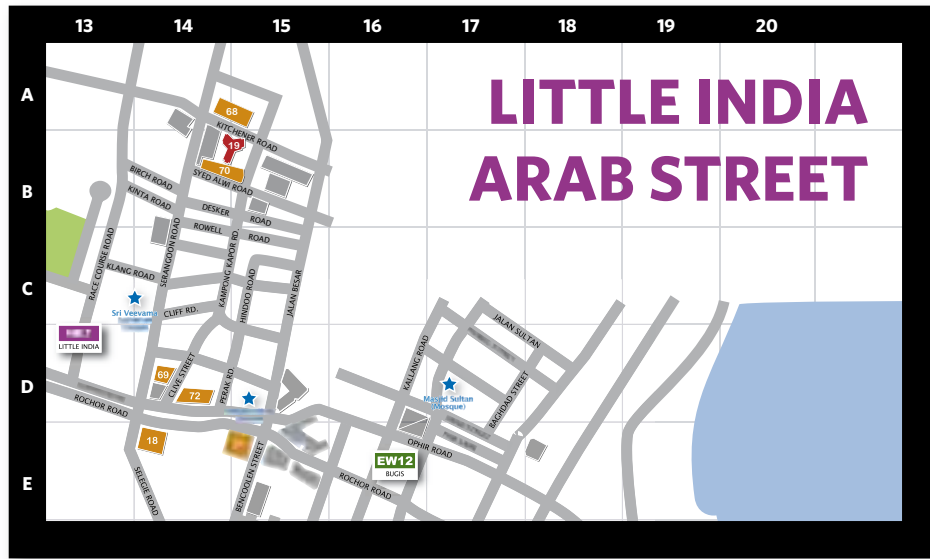 13 14 15 16 17 18 19 20
LITTLE INDIA
ARAB STREET
A
B
C
D
E
68
KITCHENER ROAD
19
70
SYED ALWI ROAD
BIRCH ROAD
KINTA ROAD
DESKER ROAD
ROWELL ROAD
RACE COURSE ROAD
SERANGOON ROAD
KAMPONG KAPOR RD.
HINDOO ROAD
JALAN BESAR
KLANG ROAD
Sri Veevama
CLIFF RD.
LITTLE INDIA
JALAN SULTAN
KALLANG ROAD
69
CLIVE STREET
72
PERAK RD.
Masjid Sultan
(Mosque)
BAGHDAD STREET
ROCHOR ROAD
18
OPHIR ROAD
EW12
BUGIS
SELEGIE ROAD
BENCOOLEN STREET
ROCHOR ROAD